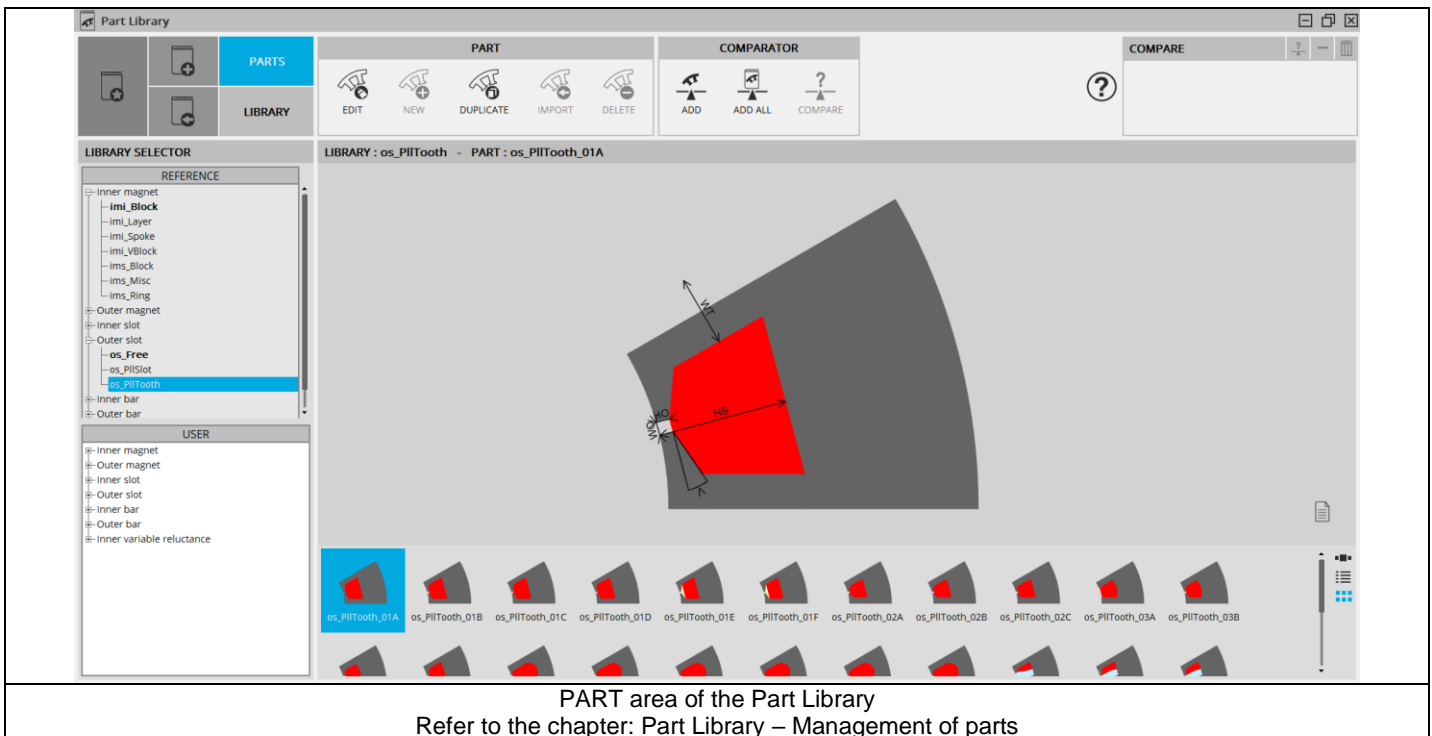 Part Library
PARTS
LIBRARY
PART
EDIT NEW DUPLICATE IMPORT DELETE
COMPARATOR
ADD ADD ALL COMPARE
?
COMPARE
LIBRARY SELECTOR
REFERENCE
Inner magnet
imi_Block
imi_Layer
imi_Spoke
imi_VBlock
ims_Block
ims_Misc
ims_Ring
Outer magnet
Inner slot
Outer slot
os_Free
os_PllSlot
os_PllTooth
Inner bar
Outer bar
USER
Inner magnet
Outer magnet
Inner slot
Outer slot
Inner bar
Outer bar
Inner variable reluctance
LIBRARY : os_PllTooth - PART : os_PllTooth_01A
WT
HO
HS
WO
os_PllTooth_01A os_PllTooth_01B os_PllTooth_01C os_PllTooth_01D os_PllTooth_01E os_PllTooth_01F os_PllTooth_02A os_PllTooth_02B os_PllTooth_02C os_PllTooth_03A os_PllTooth_03B
PART area of the Part Library
Refer to the chapter: Part Library – Management of parts